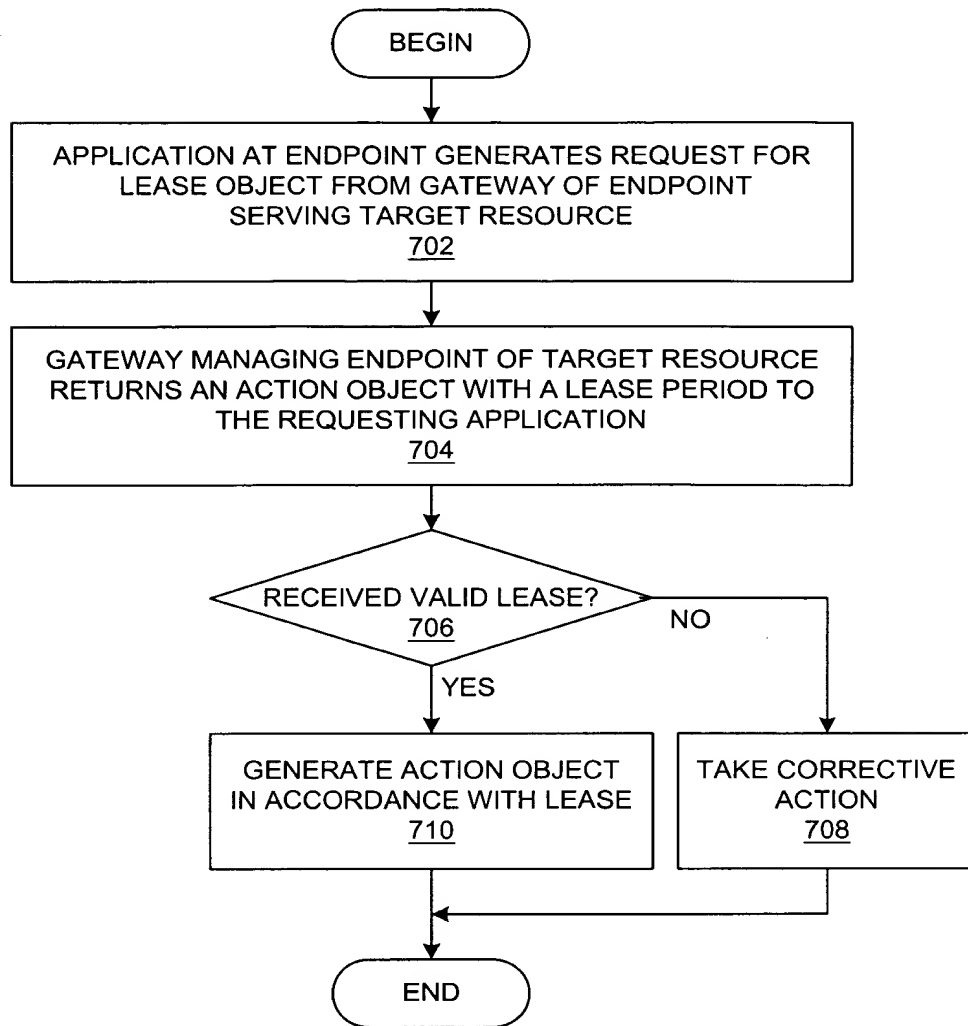 BEGIN
APPLICATION AT ENDPOINT GENERATES REQUEST FOR
LEASE OBJECT FROM GATEWAY OF ENDPOINT
SERVING TARGET RESOURCE
702
GATEWAY MANAGING ENDPOINT OF TARGET RESOURCE
RETURNS AN ACTION OBJECT WITH A LEASE PERIOD TO
THE REQUESTING APPLICATION
704
RECEIVED VALID LEASE?
706
NO
YES
GENERATE ACTION OBJECT
IN ACCORDANCE WITH LEASE
710
TAKE CORRECTIVE
ACTION
708
END